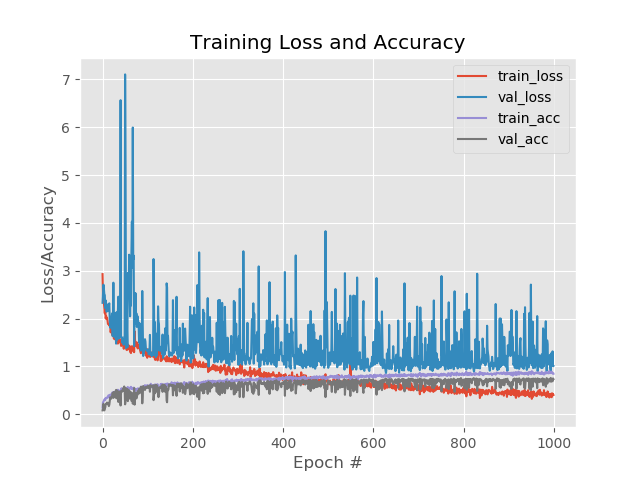 Training Loss and Accuracy
train_loss
val_loss
train_acc
val_acc
Loss/Accuracy
7
6
5
4
3
2
1
0
0 200 400 600 800 1000
Epoch #